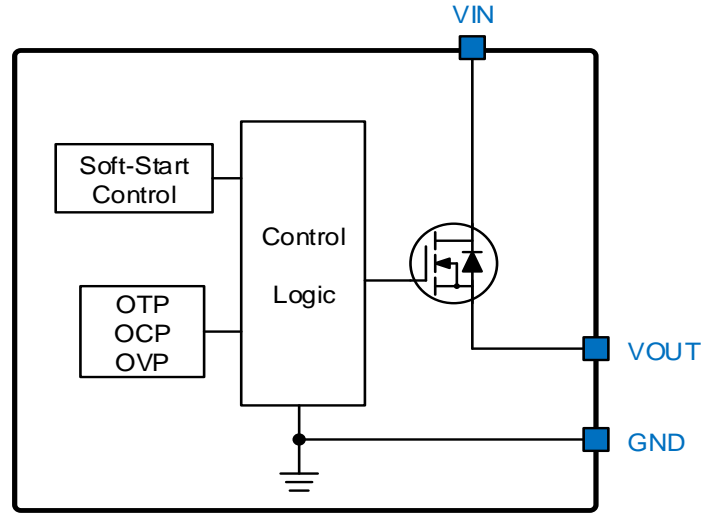 VIN
Soft-Start
Control
Control
Logic
OTP
OCP
OVP
VOUT
GND